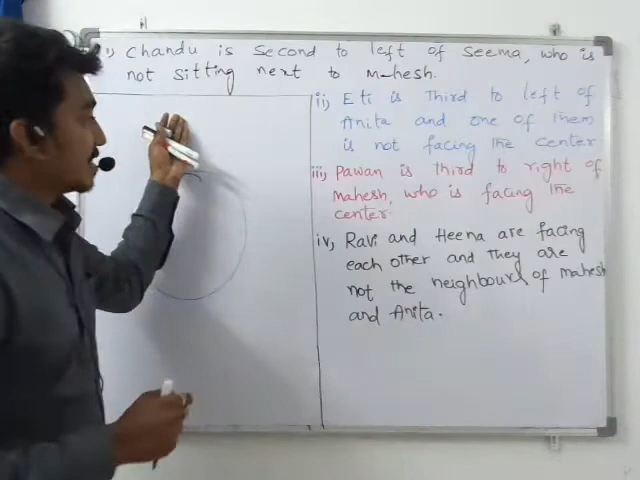 i) Chandu is Second to left of Seema, who is
not sitting next to Mahesh.
ii) Eti is Third to left of
Anita and one of them
is not facing the center
iii) Pawan is third to right of
Mahesh, who is facing the
center.
iv) Ravi and Heena are facing
each other and they are
not the neighbours of mahesh
and Anita.